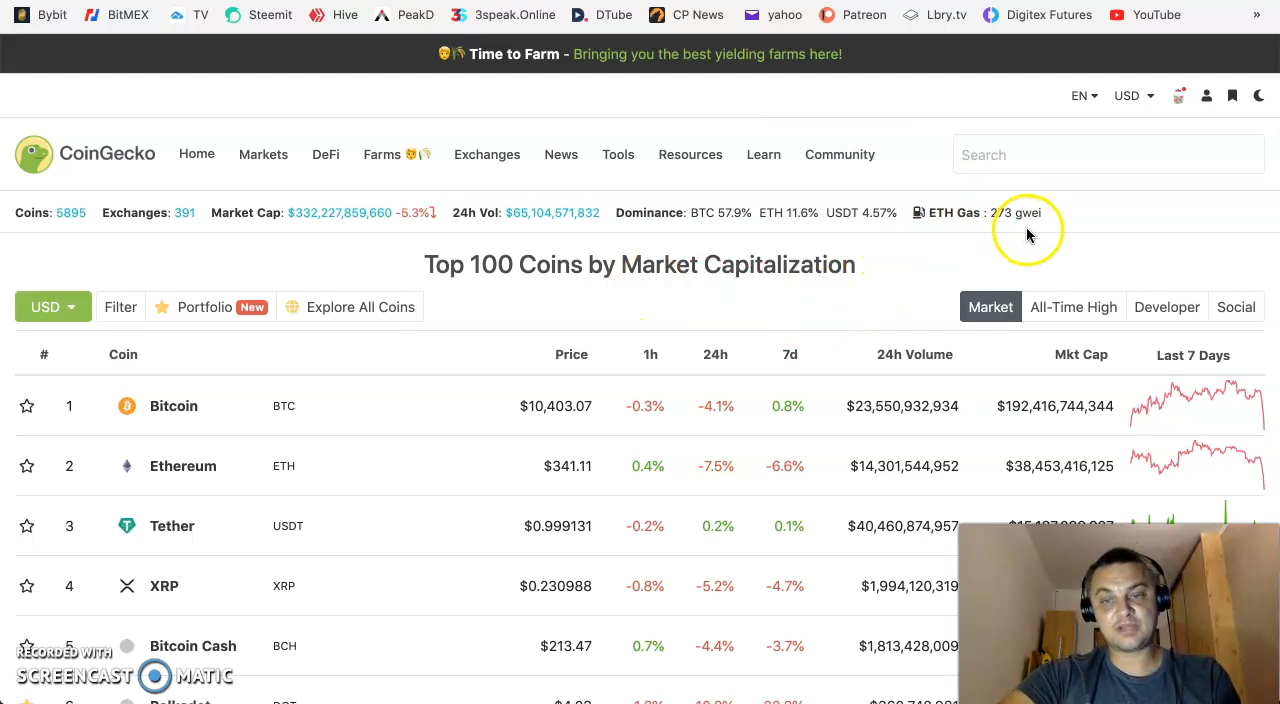 Bybit BitMEX TV Steemit Hive PeakD 3speak.Online DTube CP News yahoo Patreon Lbry.tv Digitex Futures YouTube »
Time to Farm - Bringing you the best yielding farms here!
EN USD
CoinGecko Home Markets DeFi Farms Exchanges News Tools Resources Learn Community Search
Coins: 5895 Exchanges: 391 Market Cap: $332,227,859,660 -5.3% 24h Vol: $65,104,571,832 Dominance: BTC 57.9% ETH 11.6% USDT 4.57% ETH Gas : 273 gwei
Top 100 Coins by Market Capitalization
USD Filter Portfolio New Explore All Coins Market All-Time High Developer Social
# Coin Price 1h 24h 7d 24h Volume Mkt Cap Last 7 Days
1 Bitcoin BTC $10,403.07 -0.3% -4.1% 0.8% $23,550,932,934 $192,416,744,344
2 Ethereum ETH $341.11 0.4% -7.5% -6.6% $14,301,544,952 $38,453,416,125
3 Tether USDT $0.999131 -0.2% 0.2% 0.1% $40,460,874,957
4 XRP XRP $0.230988 -0.8% -5.2% -4.7% $1,994,120,319
5 Bitcoin Cash BCH $213.47 0.7% -4.4% -3.7% $1,813,428,009
RECORDED WITH
SCREENCAST MATIC